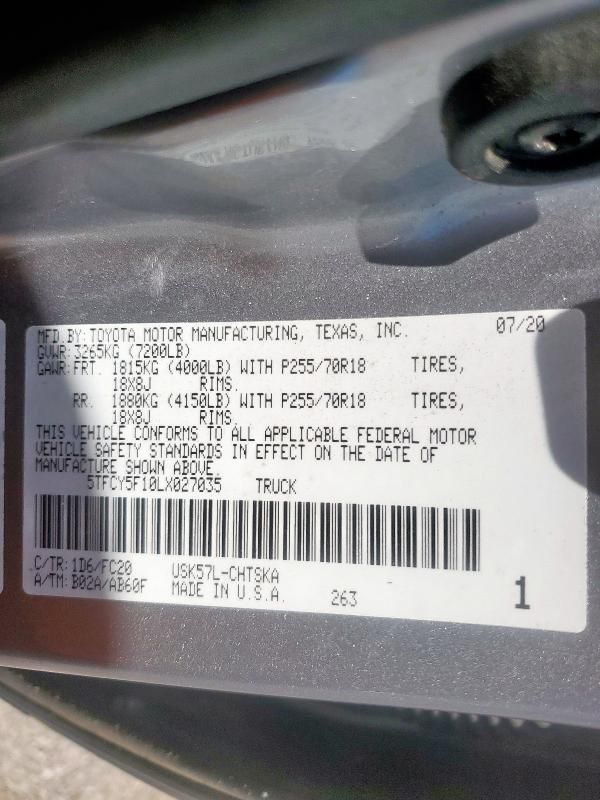 MFD.BY:TOYOTA MOTOR MANUFACTURING, TEXAS, INC. 07/20
GVWR:3265KG (7200LB)
GAWR:FRT. 1815KG (4000LB) WITH P255/70R18 TIRES,
18X8J RIMS.
RR. 1880KG (4150LB) WITH P255/70R18 TIRES,
18X8J RIMS.
THIS VEHICLE CONFORMS TO ALL APPLICABLE FEDERAL MOTOR
VEHICLE SAFETY STANDARDS IN EFFECT ON THE DATE OF
MANUFACTURE SHOWN ABOVE.
5TFCY5F10LX027035 TRUCK
C/TR:1D6/FC20 USK57L-CHTSKA
A/TM:B02A/AB60F MADE IN U.S.A. 263 1